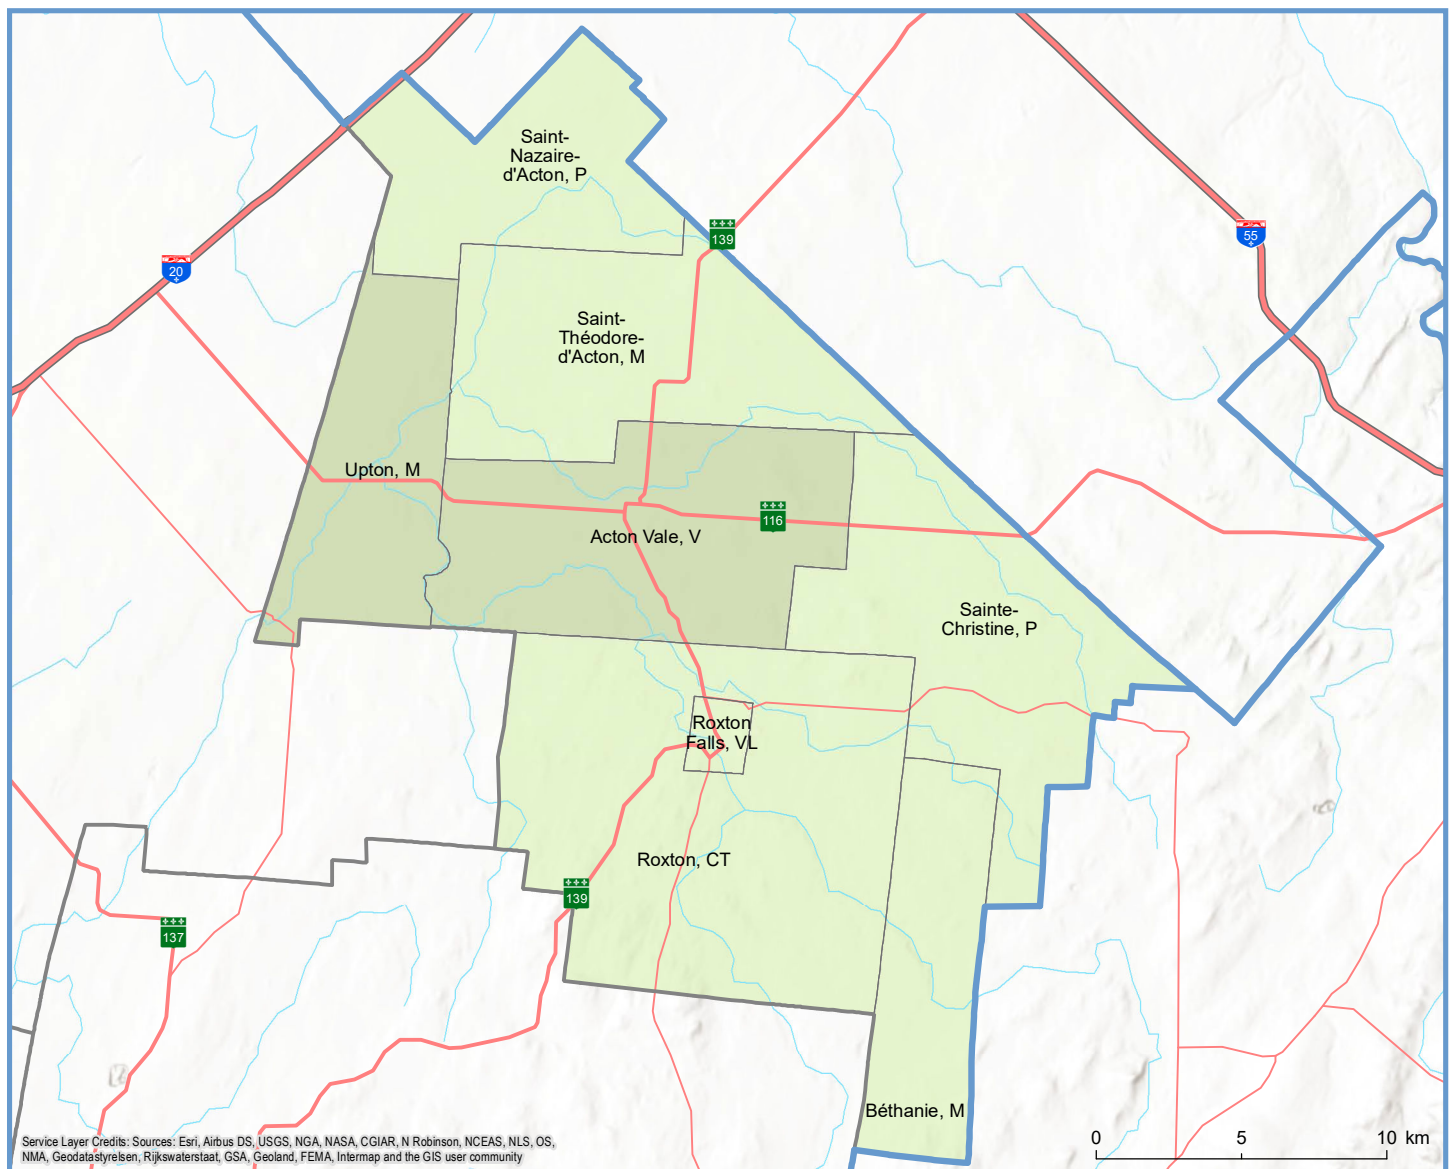 Saint-
Nazaire-
d'Acton, P
139
55
20
Saint-
Théodore-
d'Acton, M
Upton, M
116
Acton Vale, V
Sainte-
Christine, P
Roxton
Falls, VL
Roxton, CT
139
137
Béthanie, M
0 5 10 km
Service Layer Credits: Sources: Esri, Airbus DS, USGS, NGA, NASA, CGIAR, N Robinson, NCEAS, NLS, OS,
NMA, Geodatastyrelsen, Rijkswaterstaat, GSA, Geoland, FEMA, Intermap and the GIS user community